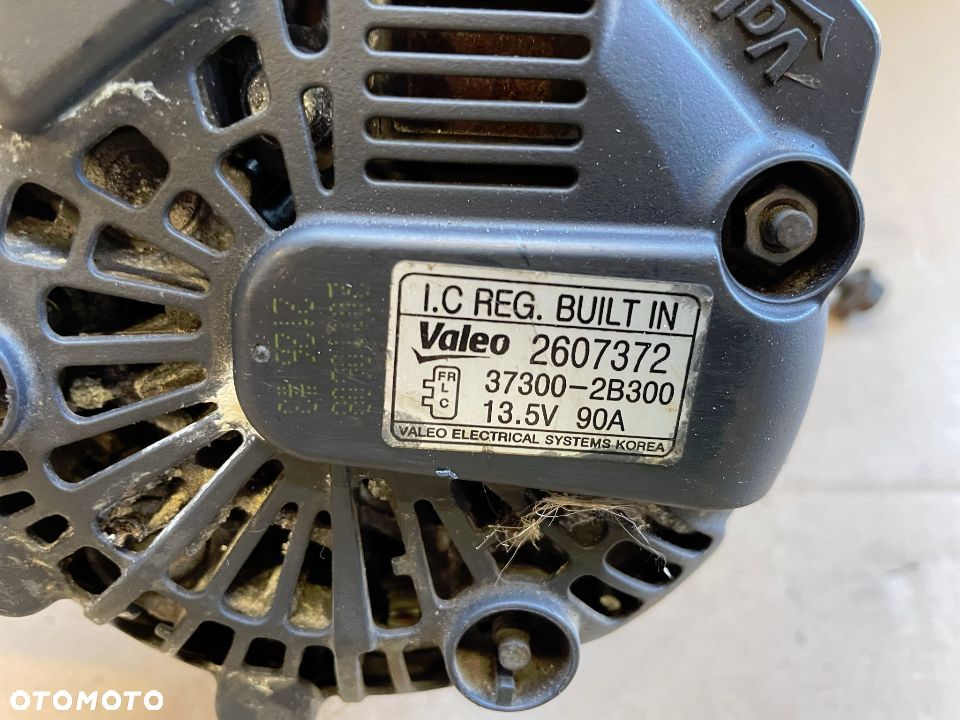 I.C REG. BUILT IN
Valeo 2607372
FR
L
C
37300-2B300
13.5V 90A
VALEO ELECTRICAL SYSTEMS KOREA
OTOMOTO